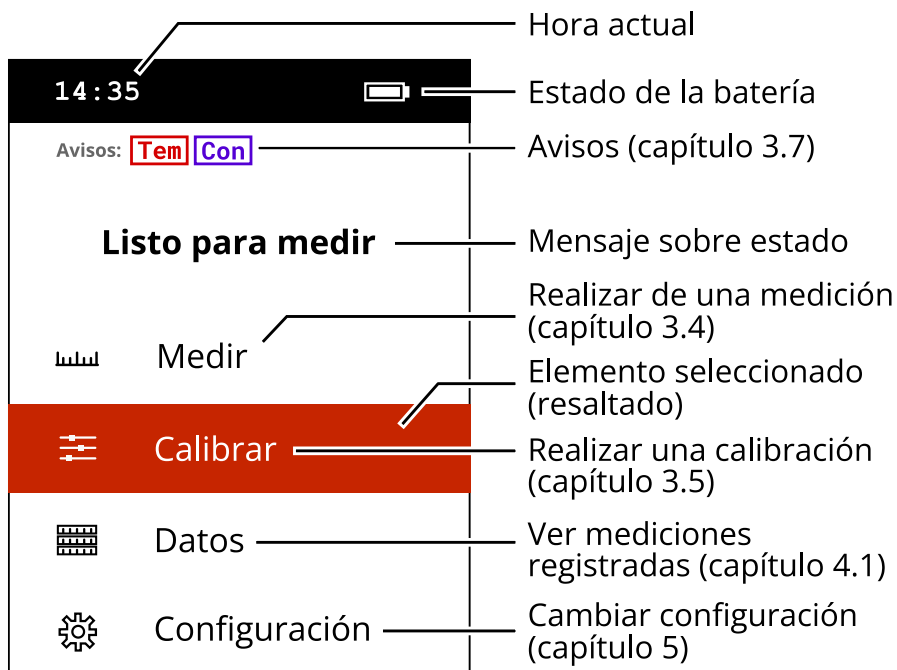 Hora actual
14:35
Estado de la batería
Avisos: Tem Con
Avisos (capítulo 3.7)
Listo para medir
Mensaje sobre estado
Realizar de una medición
(capítulo 3.4)
Medir
Elemento seleccionado
(resaltado)
Calibrar
Realizar una calibración
(capítulo 3.5)
Datos
Ver mediciones
registradas (capítulo 4.1)
Configuración
Cambiar configuración
(capítulo 5)